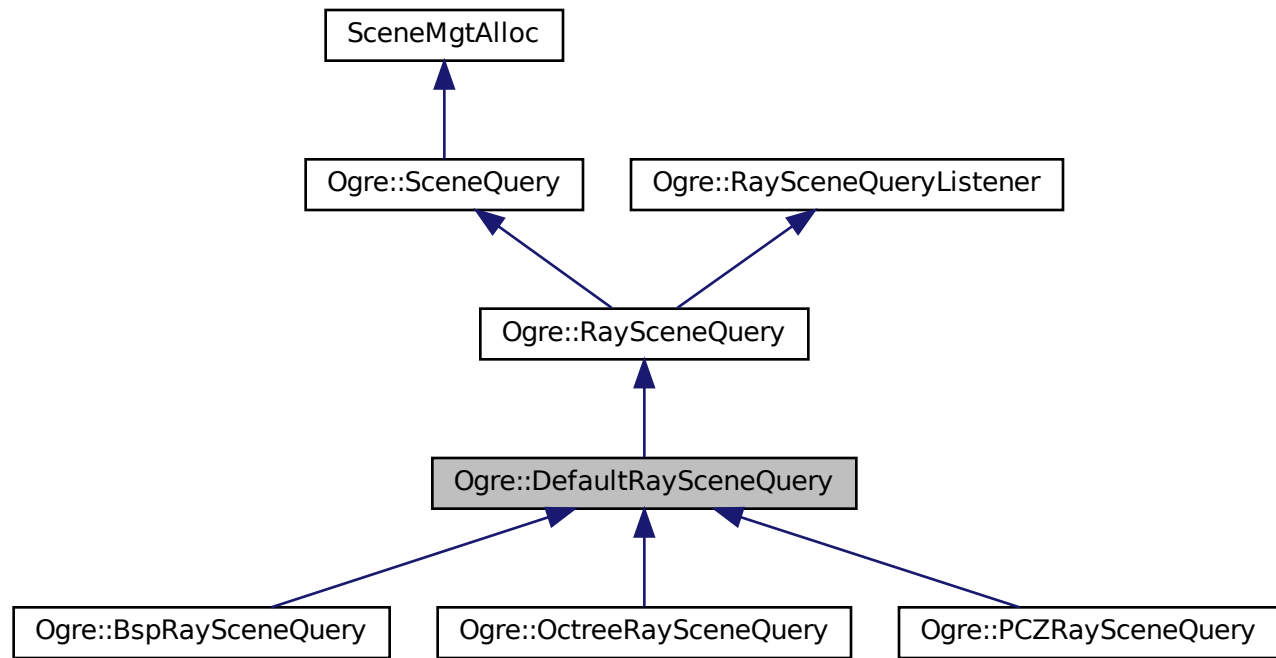 SceneMgtAlloc
Ogre::SceneQuery
Ogre::RaySceneQueryListener
Ogre::RaySceneQuery
Ogre::DefaultRaySceneQuery
Ogre::BspRaySceneQuery
Ogre::OctreeRaySceneQuery
Ogre::PCZRaySceneQuery